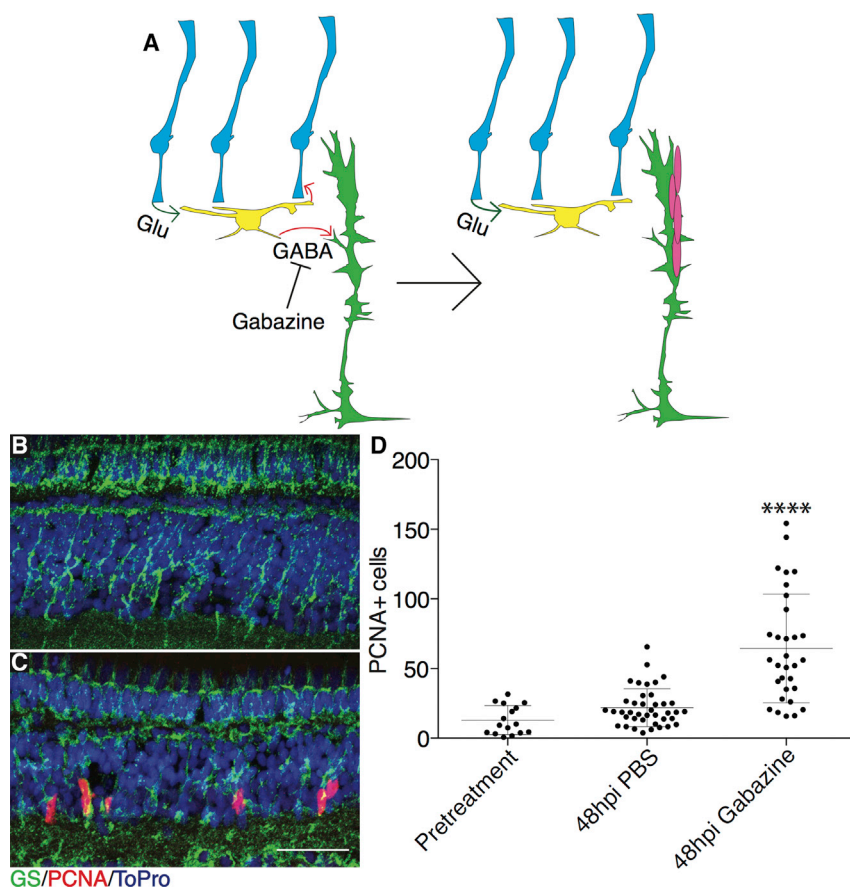 A
Glu
GABA
Gabazine
Glu
B
C
GS/PCNA/ToPro
D
PCNA+ cells
200
150
100
50
0
****
Pretreatment
48hpi PBS
48hpi Gabazine